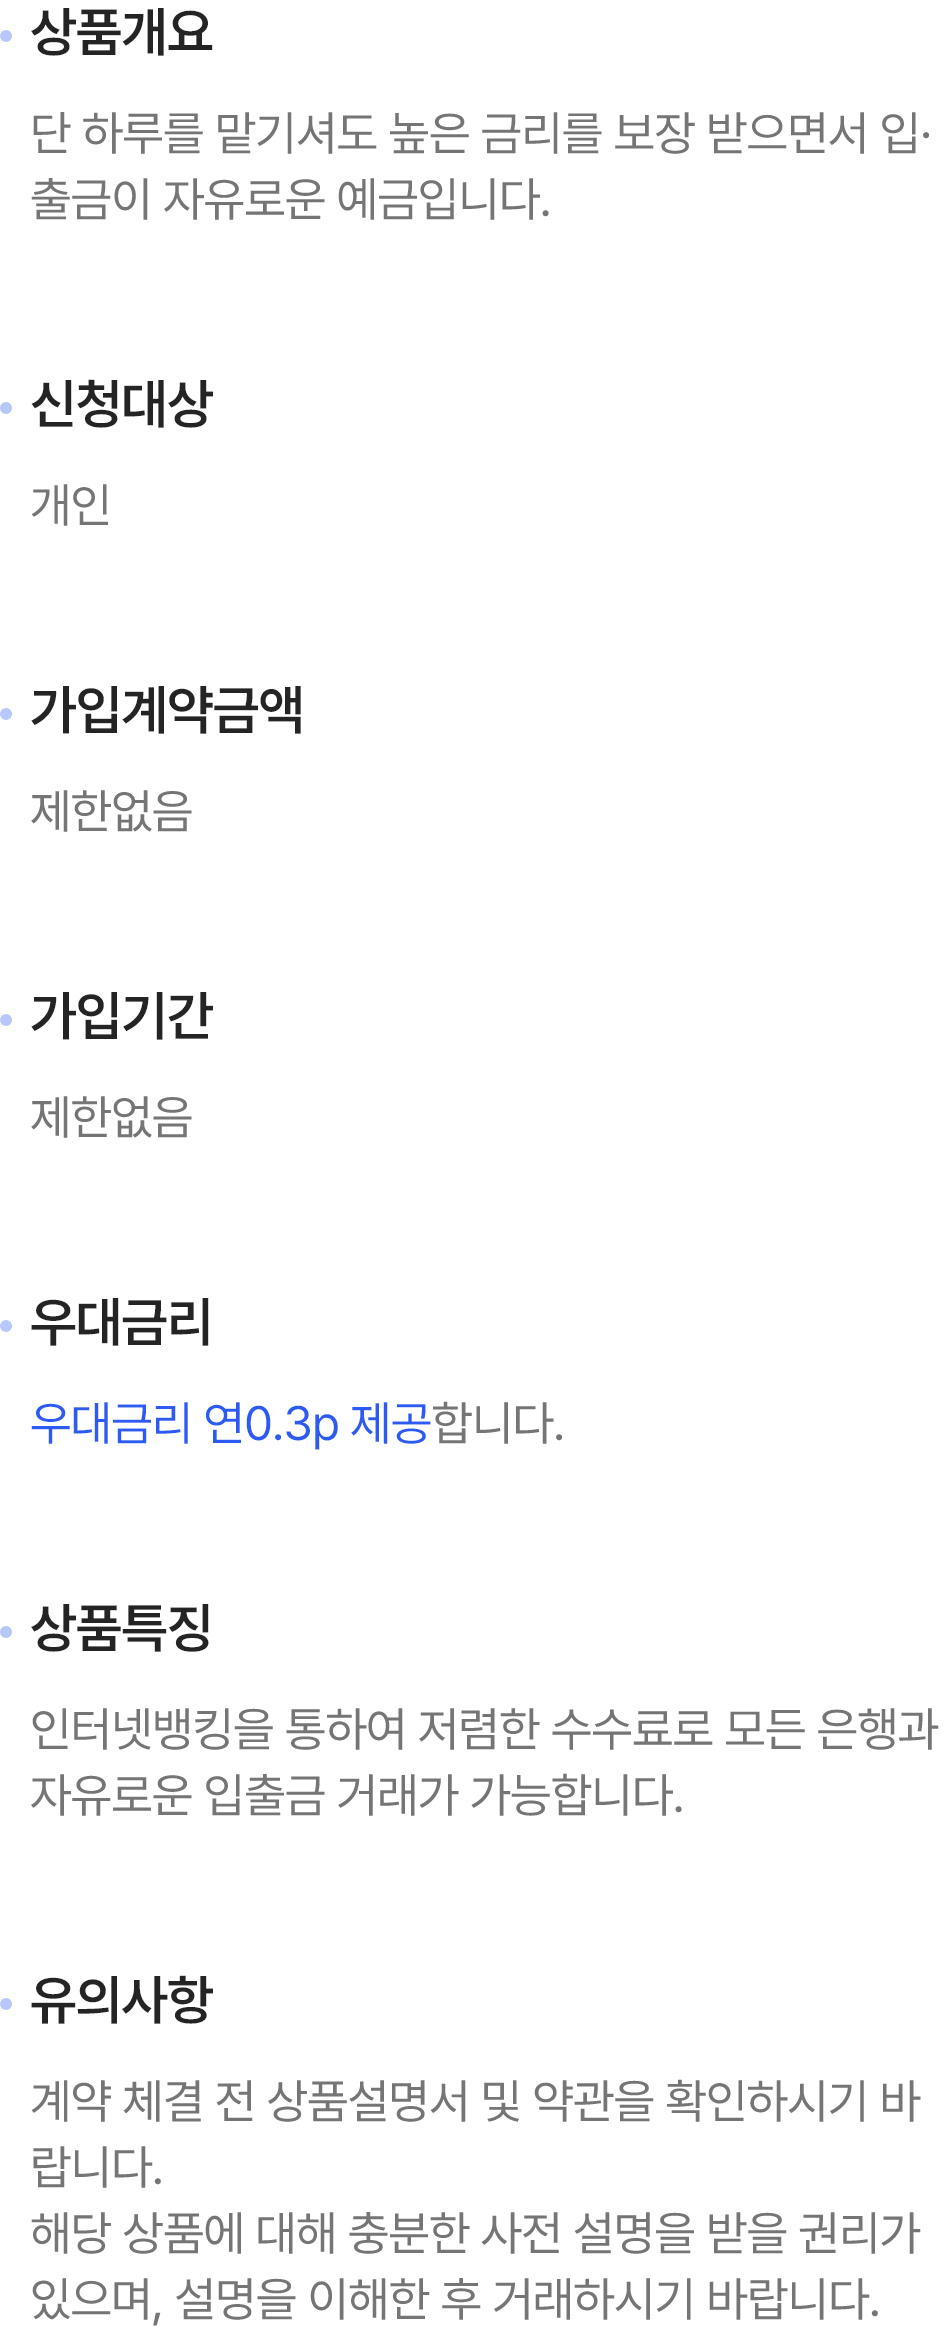 상품개요
단 하루를 맡기셔도 높은 금리를 보장 받으면서 입·
출금이 자유로운 예금입니다.
신청대상
개인
가입계약금액
제한없음
가입기간
제한없음
우대금리
우대금리 연0.3p 제공합니다.
상품특징
인터넷뱅킹을 통하여 저렴한 수수료로 모든 은행과
자유로운 입출금 거래가 가능합니다.
유의사항
계약 체결 전 상품설명서 및 약관을 확인하시기 바
랍니다.
해당 상품에 대해 충분한 사전 설명을 받을 권리가
있으며, 설명을 이해한 후 거래하시기 바랍니다.